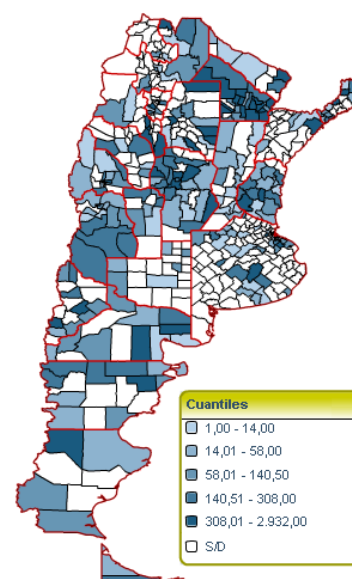 Cuantiles
1,00 - 14,00
14,01 - 58,00
58,01 - 140,50
140,51 - 308,00
308,01 - 2.932,00
S/D